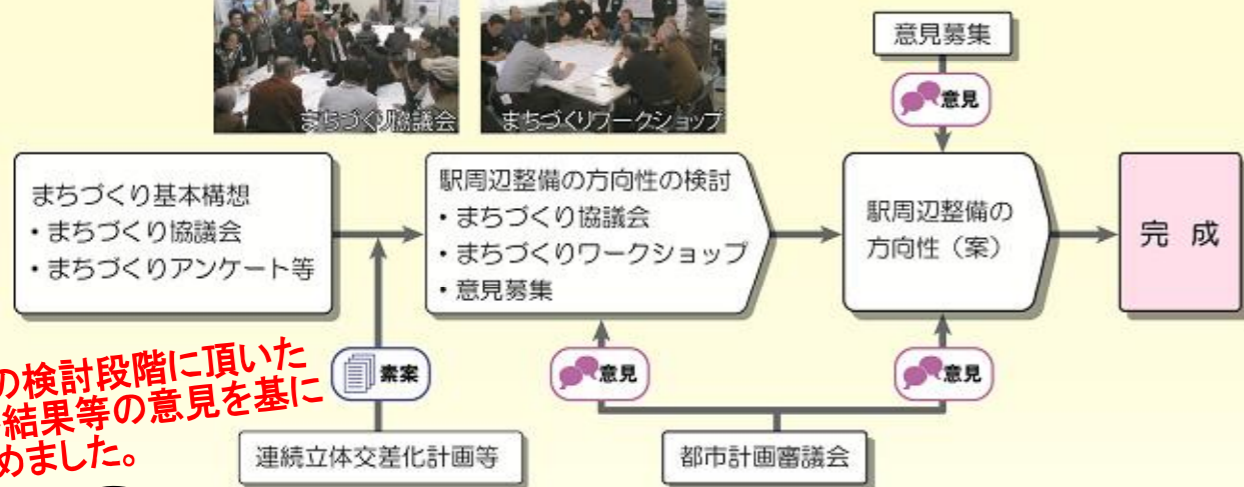 まちづくり協議会
まちづくりワークショップ
意見募集
意見
まちづくり基本構想
・まちづくり協議会
・まちづくりアンケート等
駅周辺整備の方向性の検討
・まちづくり協議会
・まちづくりワークショップ
・意見募集
駅周辺整備の
方向性（案）
完 成
の検討段階に頂いた
結果等の意見を基に
めました。
素案
意見
意見
連続立体交差化計画等
都市計画審議会